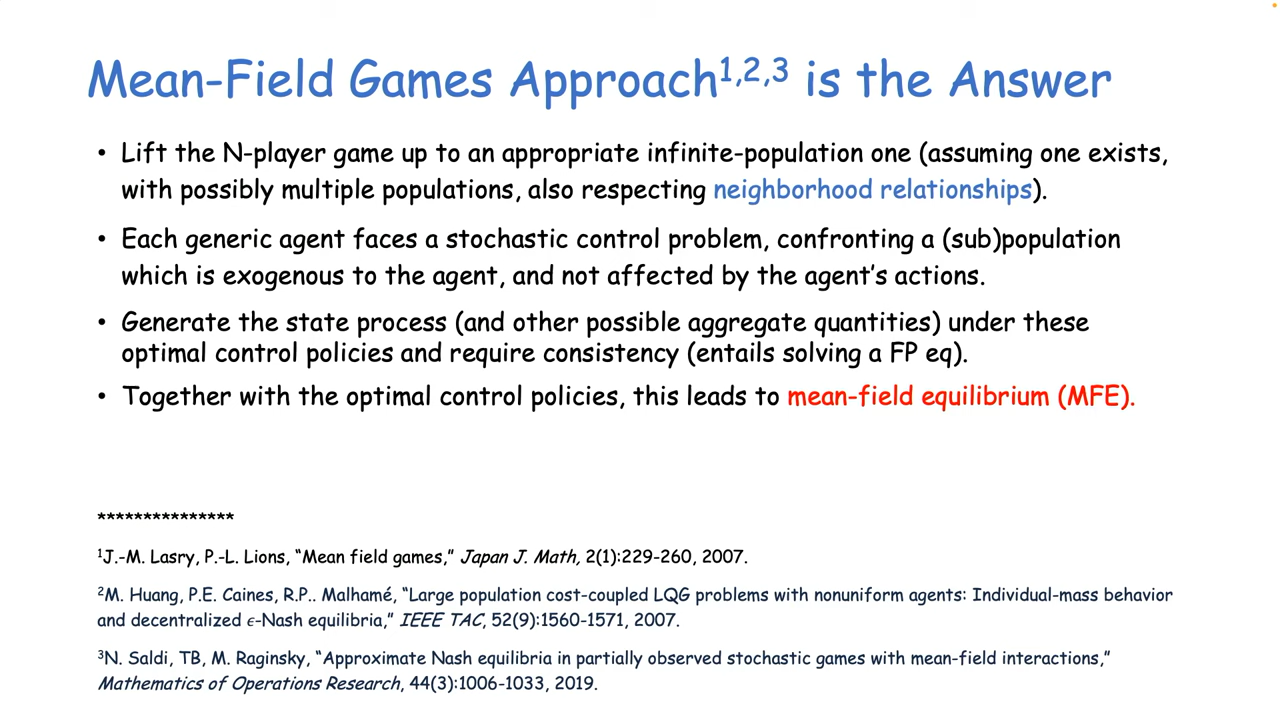 Mean-Field Games Approach1,2,3 is the Answer
• Lift the N-player game up to an appropriate infinite-population one (assuming one exists,
with possibly multiple populations, also respecting neighborhood relationships).
• Each generic agent faces a stochastic control problem, confronting a (sub)population
which is exogenous to the agent, and not affected by the agent’s actions.
• Generate the state process (and other possible aggregate quantities) under these
optimal control policies and require consistency (entails solving a FP eq).
• Together with the optimal control policies, this leads to mean-field equilibrium (MFE).
***************
1J.-M. Lasry, P.-L. Lions, “Mean field games,” Japan J. Math, 2(1):229-260, 2007.
2M. Huang, P.E. Caines, R.P.. Malhamé, “Large population cost-coupled LQG problems with nonuniform agents: Individual-mass behavior
and decentralized ϵ-Nash equilibria,” IEEE TAC, 52(9):1560-1571, 2007.
3N. Saldi, TB, M. Raginsky, “Approximate Nash equilibria in partially observed stochastic games with mean-field interactions,”
Mathematics of Operations Research, 44(3):1006-1033, 2019.